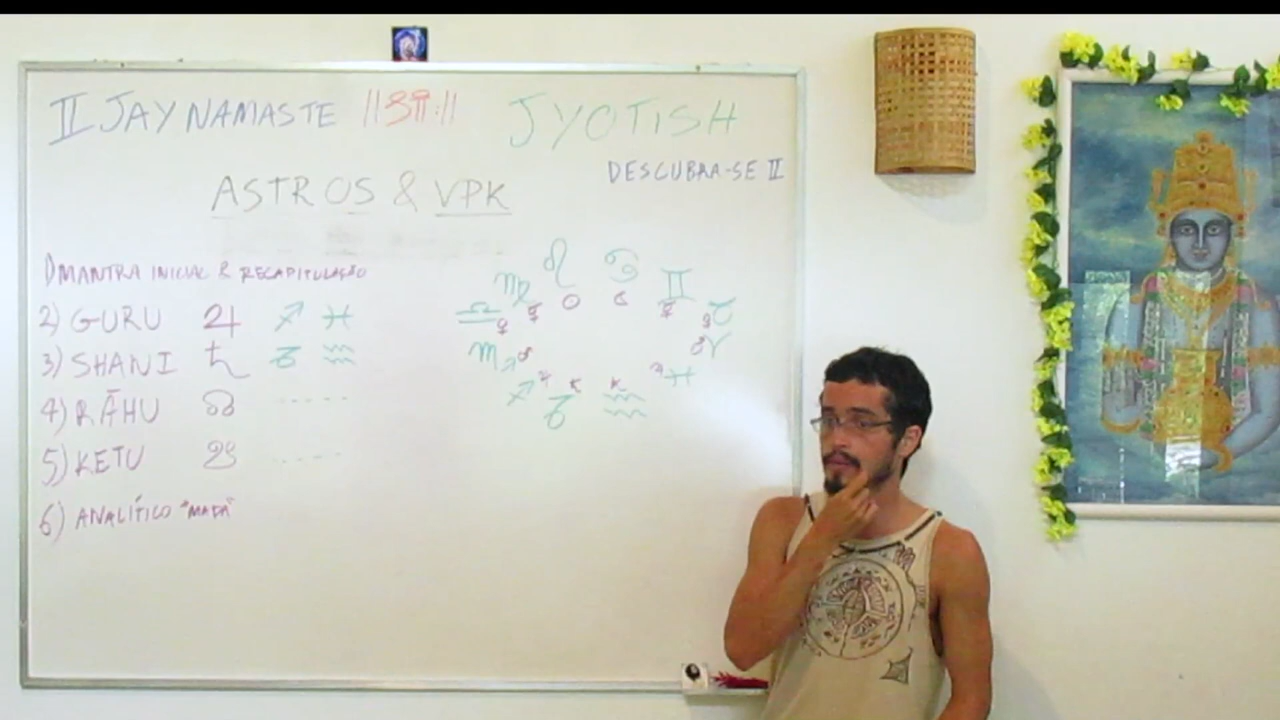 II JAY NAMASTE ||ॐ|| JYOTISH
DESCUBRA-SE II
ASTROS & VPK
1) MANTRA INICIAL & RECAPITULAÇÃO
2) GURU ♃ ♐ ♓
3) SHANI ♄ ♑ ♒
4) RĀHU ☊ ------
5) KETU ☋ ------
6) ANALÍTICO "MAPA"
♍ ♌ ♋ ♊
♎ ♀ ☿ ☉ ☾ ☿ ♀ ♉
♏ ♂ ♂ ♈
♐ ♃ ♑ ♄ ♄ ♒ ♃ ♓